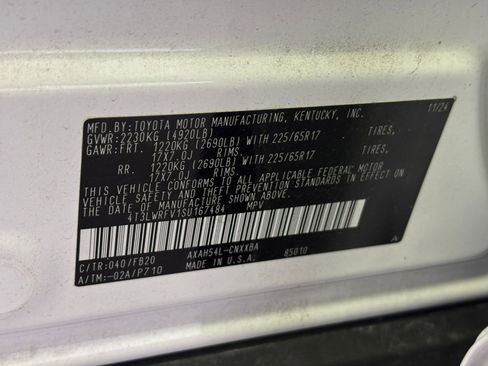 MFD.BY:TOYOTA MOTOR MANUFACTURING, KENTUCKY, INC. 11/24
GVWR:2230KG (4920LB)
GAWR:FRT. 1220KG (2690LB) WITH 225/65R17 TIRES,
17X7.0J RIMS.
RR. 1220KG (2690LB) WITH 225/65R17 TIRES,
17X7.0J RIMS.
THIS VEHICLE CONFORMS TO ALL APPLICABLE FEDERAL MOTOR
VEHICLE SAFETY AND THEFT PREVENTION STANDARDS IN EFFECT
ON THE DATE OF MANUFACTURE SHOWN ABOVE.
4T3LWRFV1SU167484 MPV
C/TR:040/FB20 AXAH54L-CNXXBA A
A/TM:-02A/P710 MADE IN U.S.A. 85010